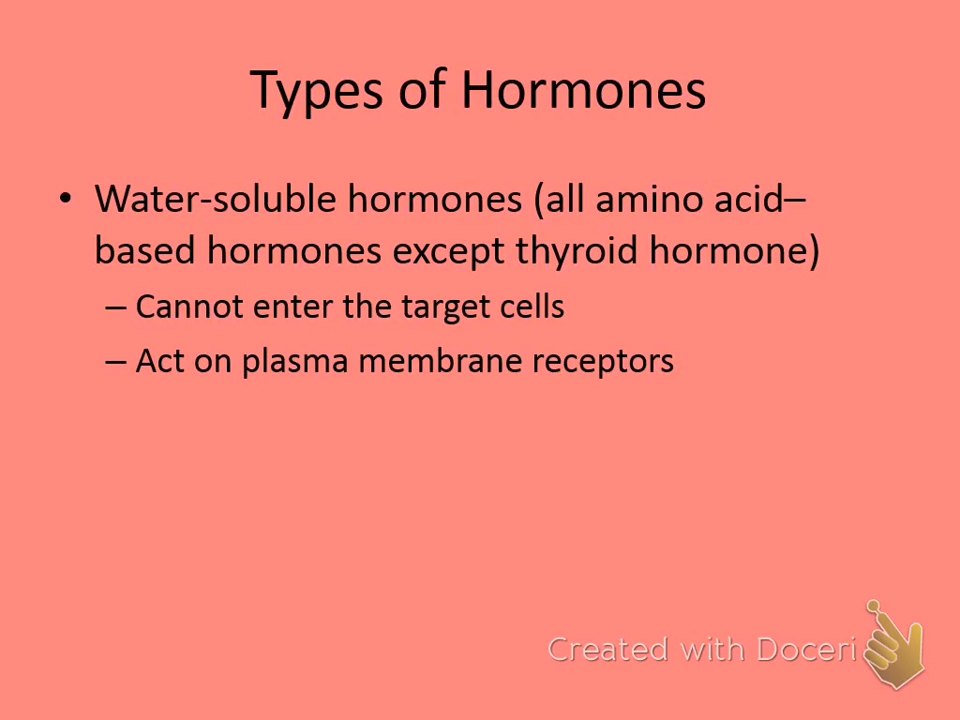 Types of Hormones
• Water-soluble hormones (all amino acid–
based hormones except thyroid hormone)
– Cannot enter the target cells
– Act on plasma membrane receptors
Created with Doceri